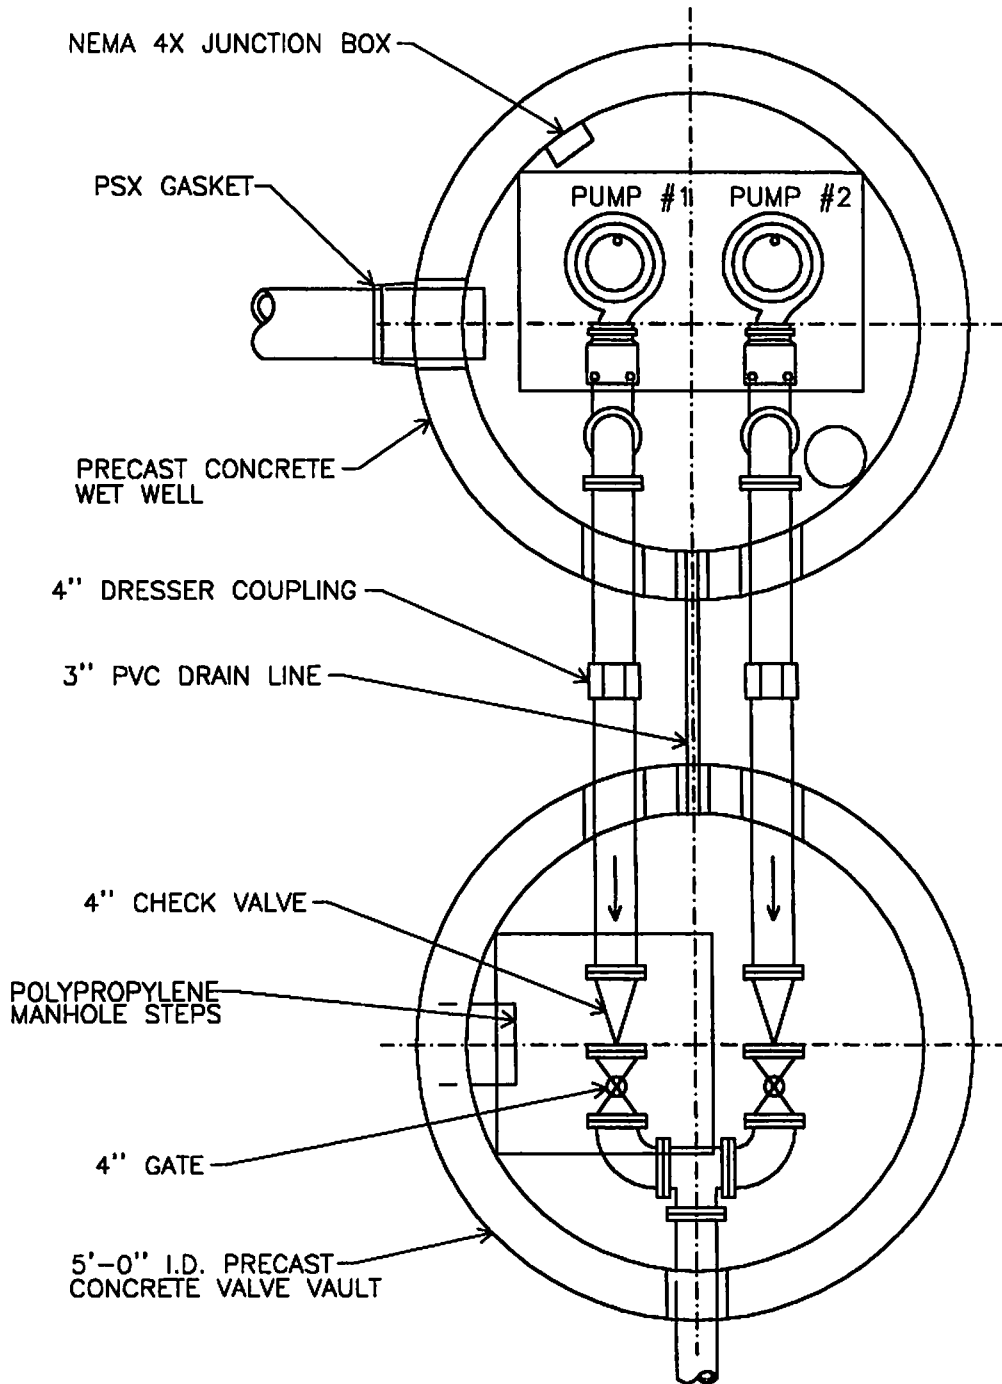 NEMA 4X JUNCTION BOX
PSX GASKET
PUMP #1 PUMP #2
PRECAST CONCRETE
WET WELL
4'' DRESSER COUPLING
3'' PVC DRAIN LINE
4'' CHECK VALVE
POLYPROPYLENE
MANHOLE STEPS
4'' GATE
5'-0'' I.D. PRECAST
CONCRETE VALVE VAULT